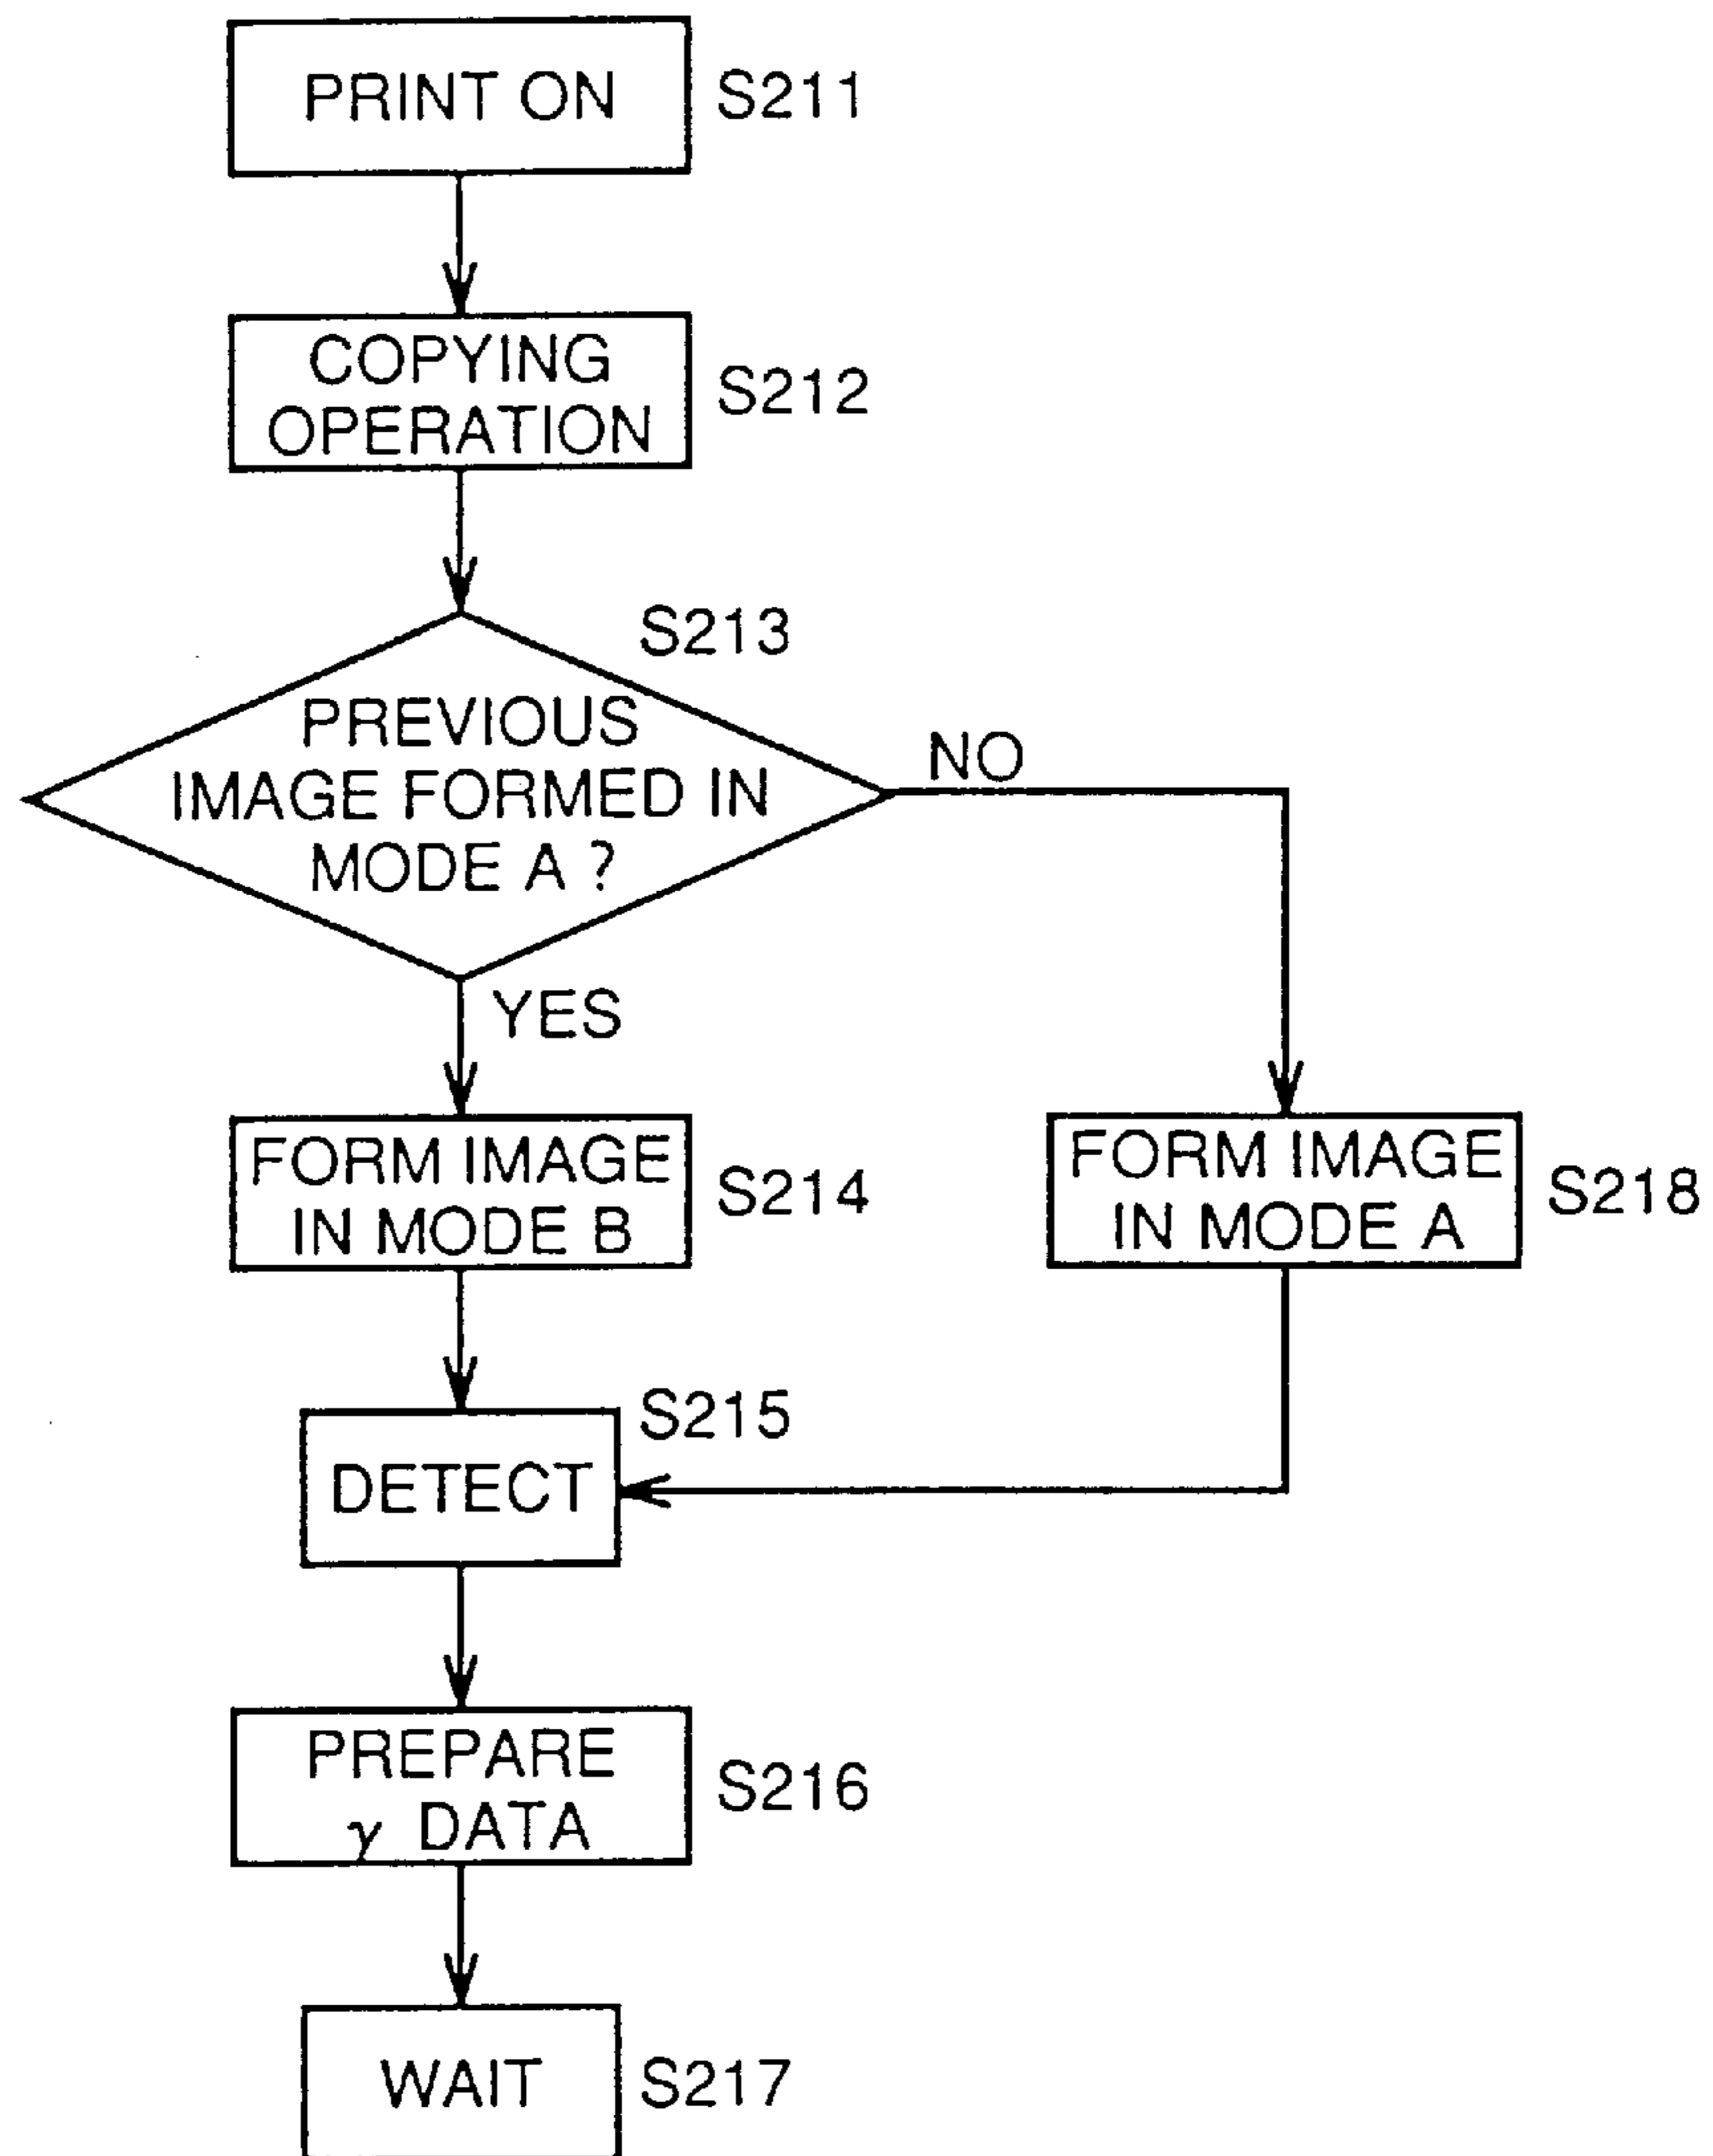 PRINT ON
S211
COPYING
OPERATION
S212
S213
PREVIOUS
IMAGE FORMED IN
MODE A ?
NO
YES
FORM IMAGE
IN MODE B
S214
FORM IMAGE
IN MODE A
S218
S215
DETECT
PREPARE
γ DATA
S216
WAIT
S217